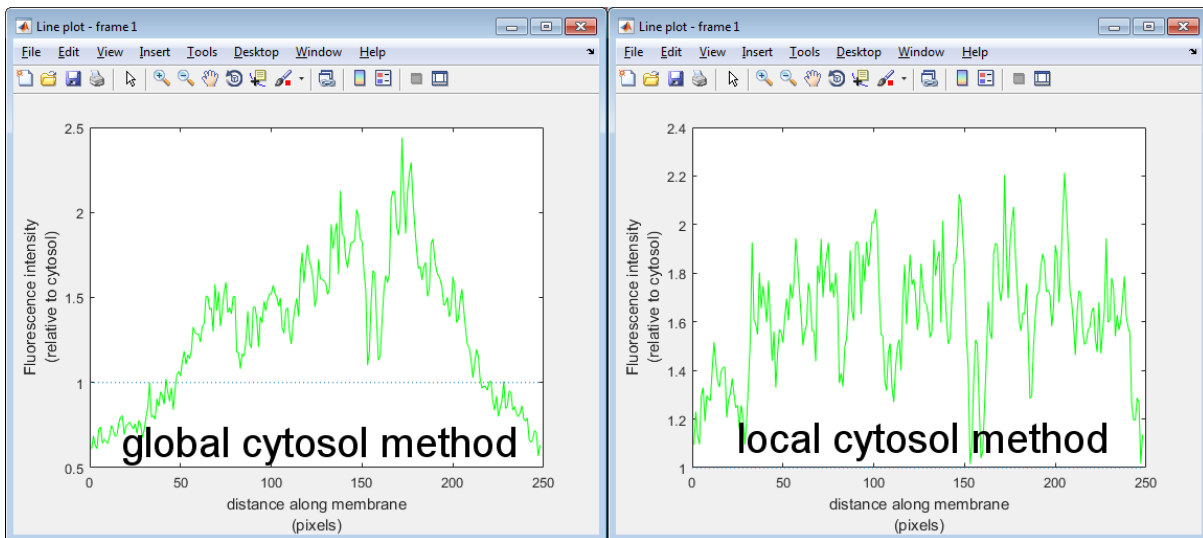 Line plot - frame 1
File Edit View Insert Tools Desktop Window Help
2.5
2
1.5
1
0.5
Fluorescence intensity
(relative to cytosol)
global cytosol method
0 50 100 150 200 250
distance along membrane
(pixels)
Line plot - frame 1
File Edit View Insert Tools Desktop Window Help
2.4
2.2
2
1.8
1.6
1.4
1.2
1
Fluorescence intensity
(relative to cytosol)
local cytosol method
0 50 100 150 200 250
distance along membrane
(pixels)